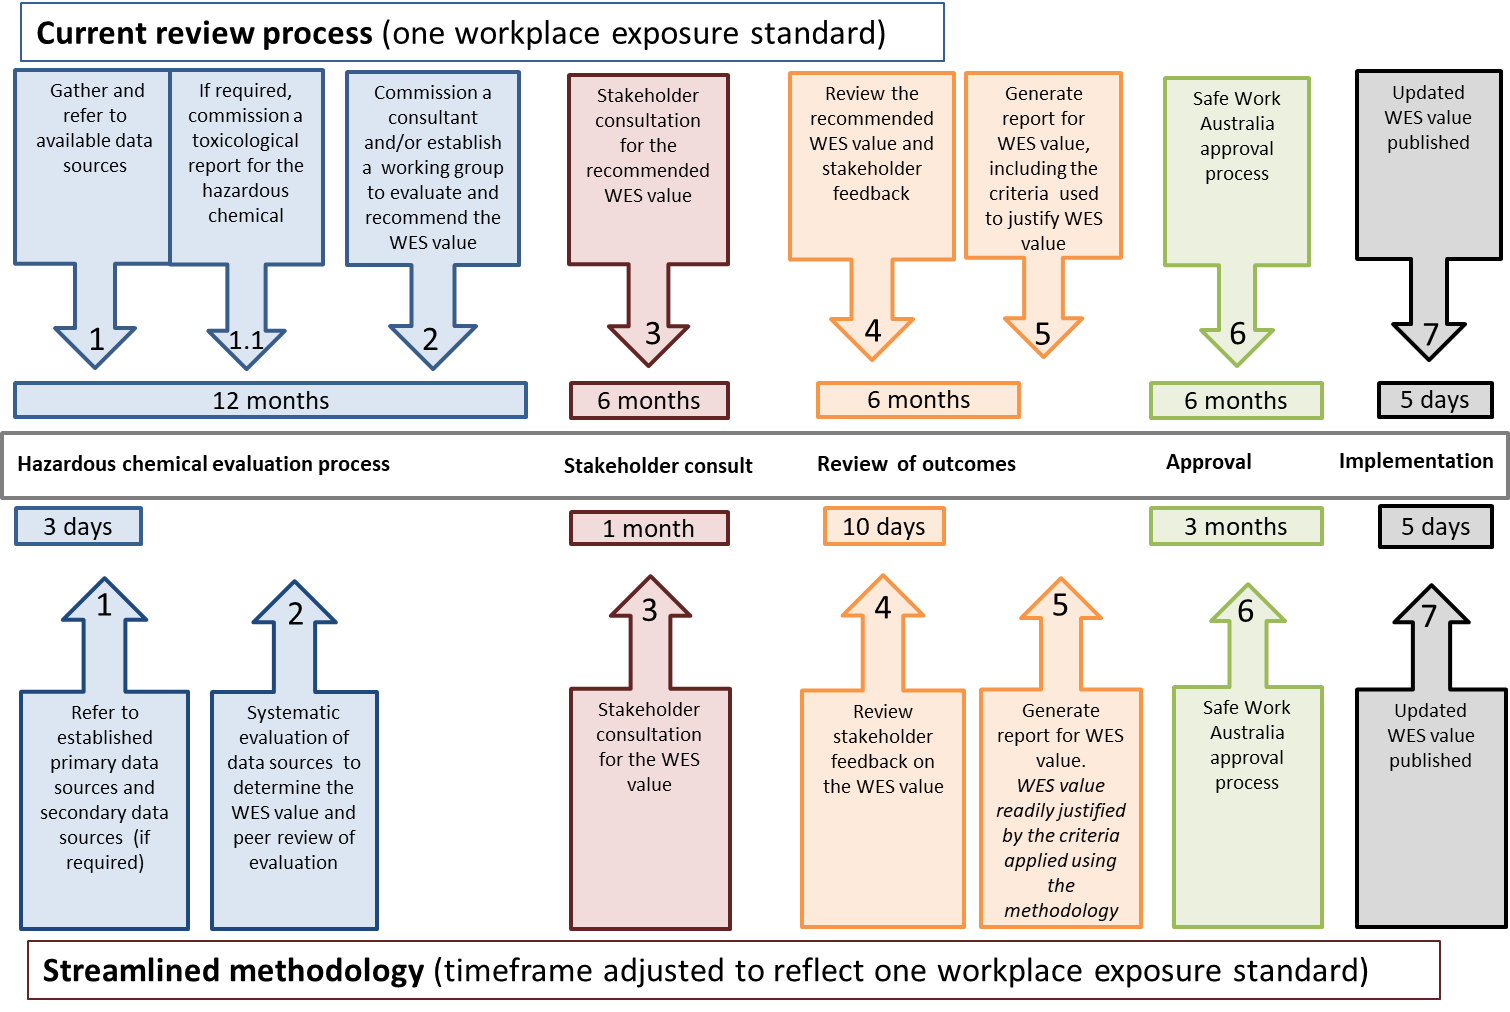 Current review process (one workplace exposure standard)
Gather and
refer to
available data
sources
If required,
commission a
toxicological
report for the
hazardous
chemical
Commission a
consultant
and/or establish
a working group
to evaluate and
recommend the
WES value
Stakeholder
consultation
for the
recommended
WES value
Review the
recommended
WES value and
stakeholder
feedback
Generate
report for
WES value,
including the
criteria used
to justify WES
value
Safe Work
Australia
approval
process
Updated
WES value
published
1
1.1
2
3
4
5
6
7
12 months
6 months
6 months
6 months
5 days
Hazardous chemical evaluation process
Stakeholder consult
Review of outcomes
Approval
Implementation
3 days
1 month
10 days
3 months
5 days
1
2
3
4
5
6
7
Refer to
established
primary data
sources and
secondary data
sources (if
required)
Systematic
evaluation of
data sources to
determine the
WES value and
peer review of
evaluation
Stakeholder
consultation
for the WES
value
Review
stakeholder
feedback on
the WES value
Generate
report for WES
value.
WES value
readily justified
by the criteria
applied using
the
methodology
Safe Work
Australia
approval
process
Updated
WES value
published
Streamlined methodology (timeframe adjusted to reflect one workplace exposure standard)